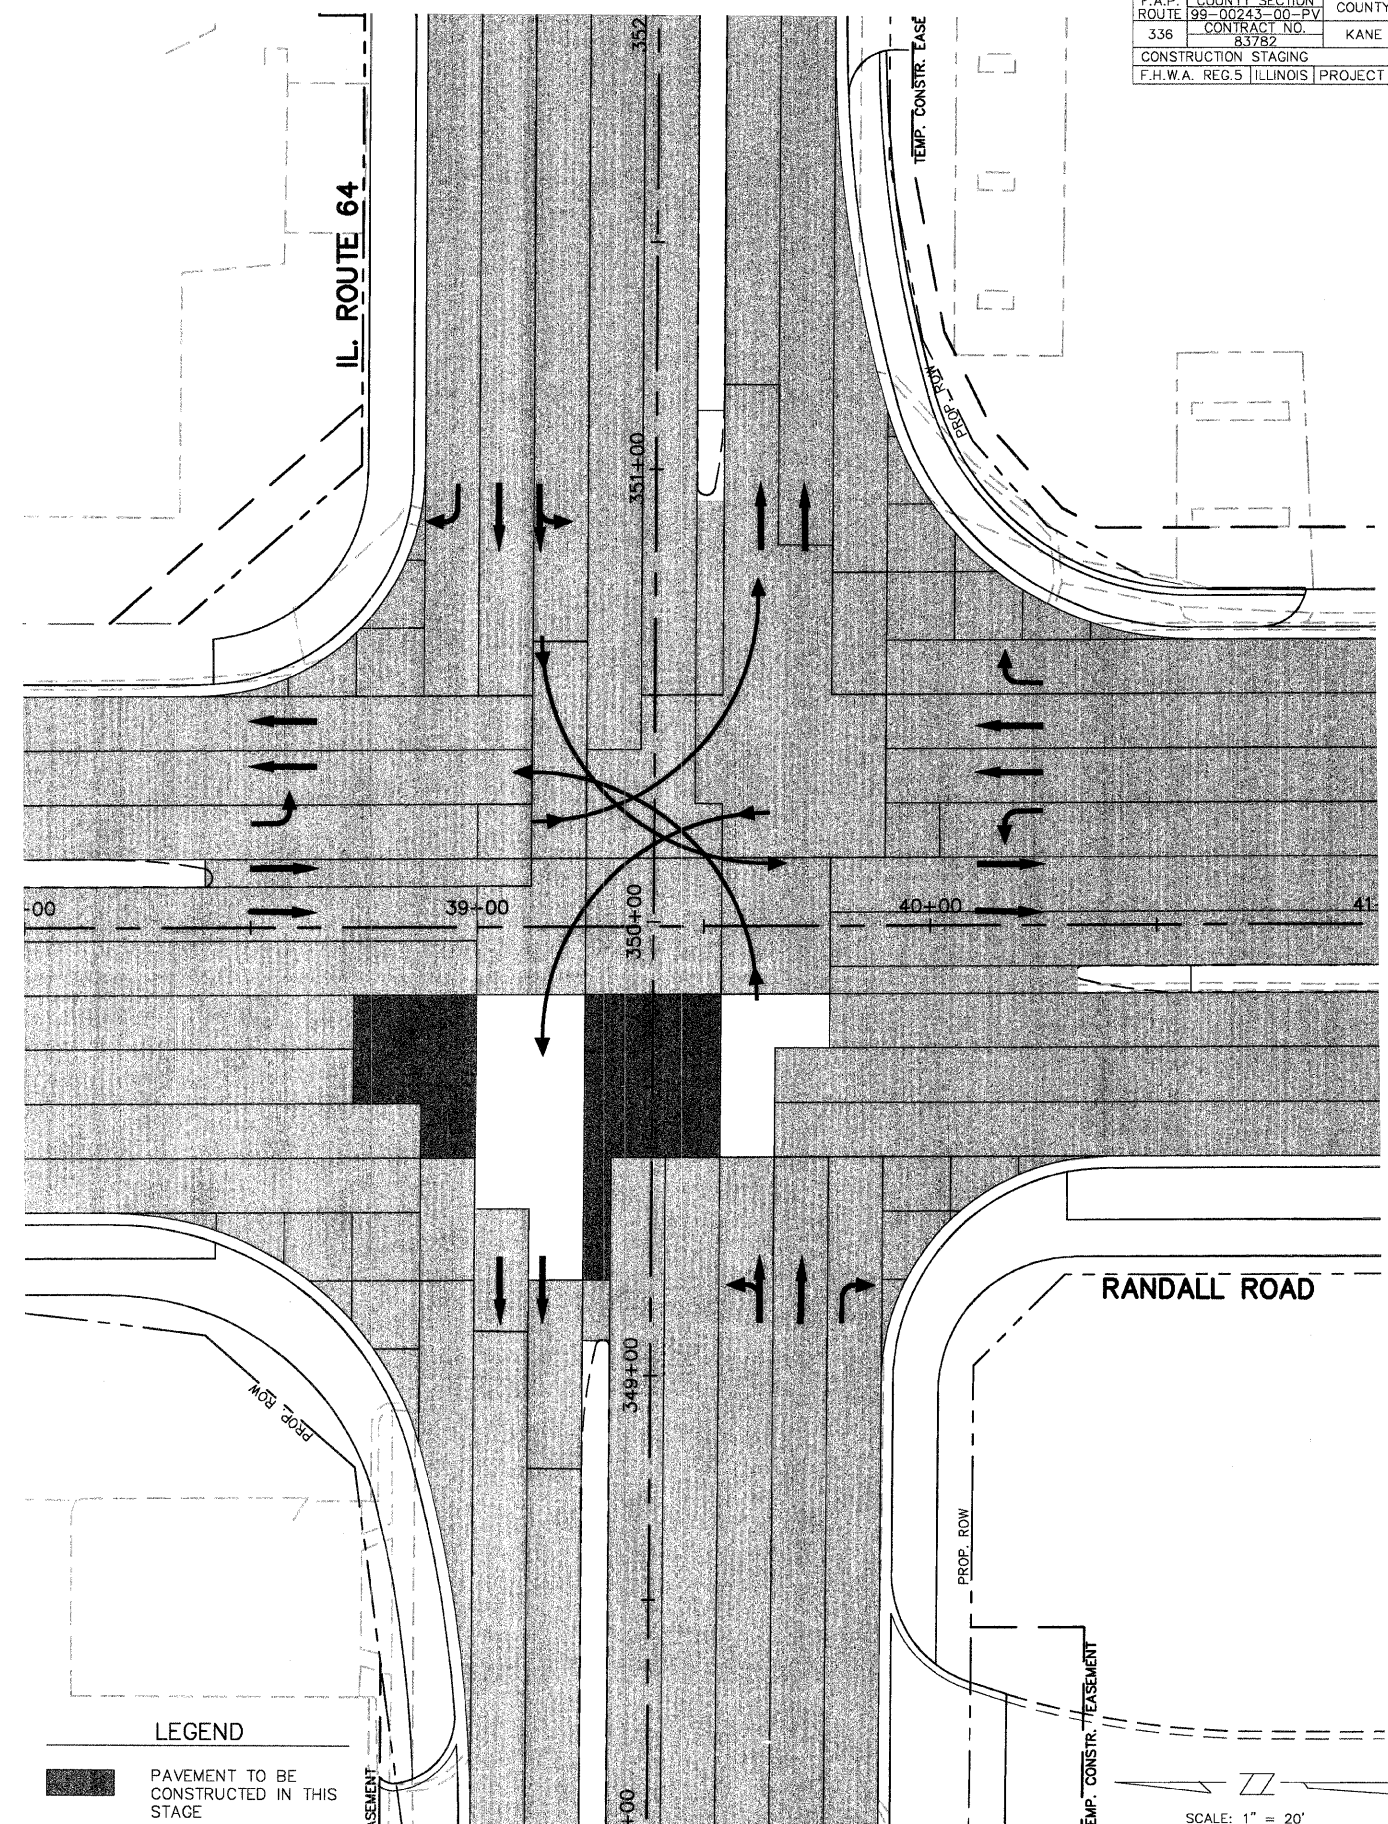 F.A.P. COUNTY SECTION COUNTY
ROUTE 99-00243-00-PV
336 CONTRACT NO. KANE
83782
CONSTRUCTION STAGING
F.H.W.A. REG.5 ILLINOIS PROJECT
352
TEMP. CONSTR. EASE
IL. ROUTE 64
PROP. ROW
351+00
-00
39+00
350+00
40+00
41
RANDALL ROAD
349+00
PROP. ROW
PROP. ROW
TEMP. CONSTR. EASEMENT
EASEMENT
+00
LEGEND
PAVEMENT TO BE
CONSTRUCTED IN THIS
STAGE
SCALE: 1" = 20'